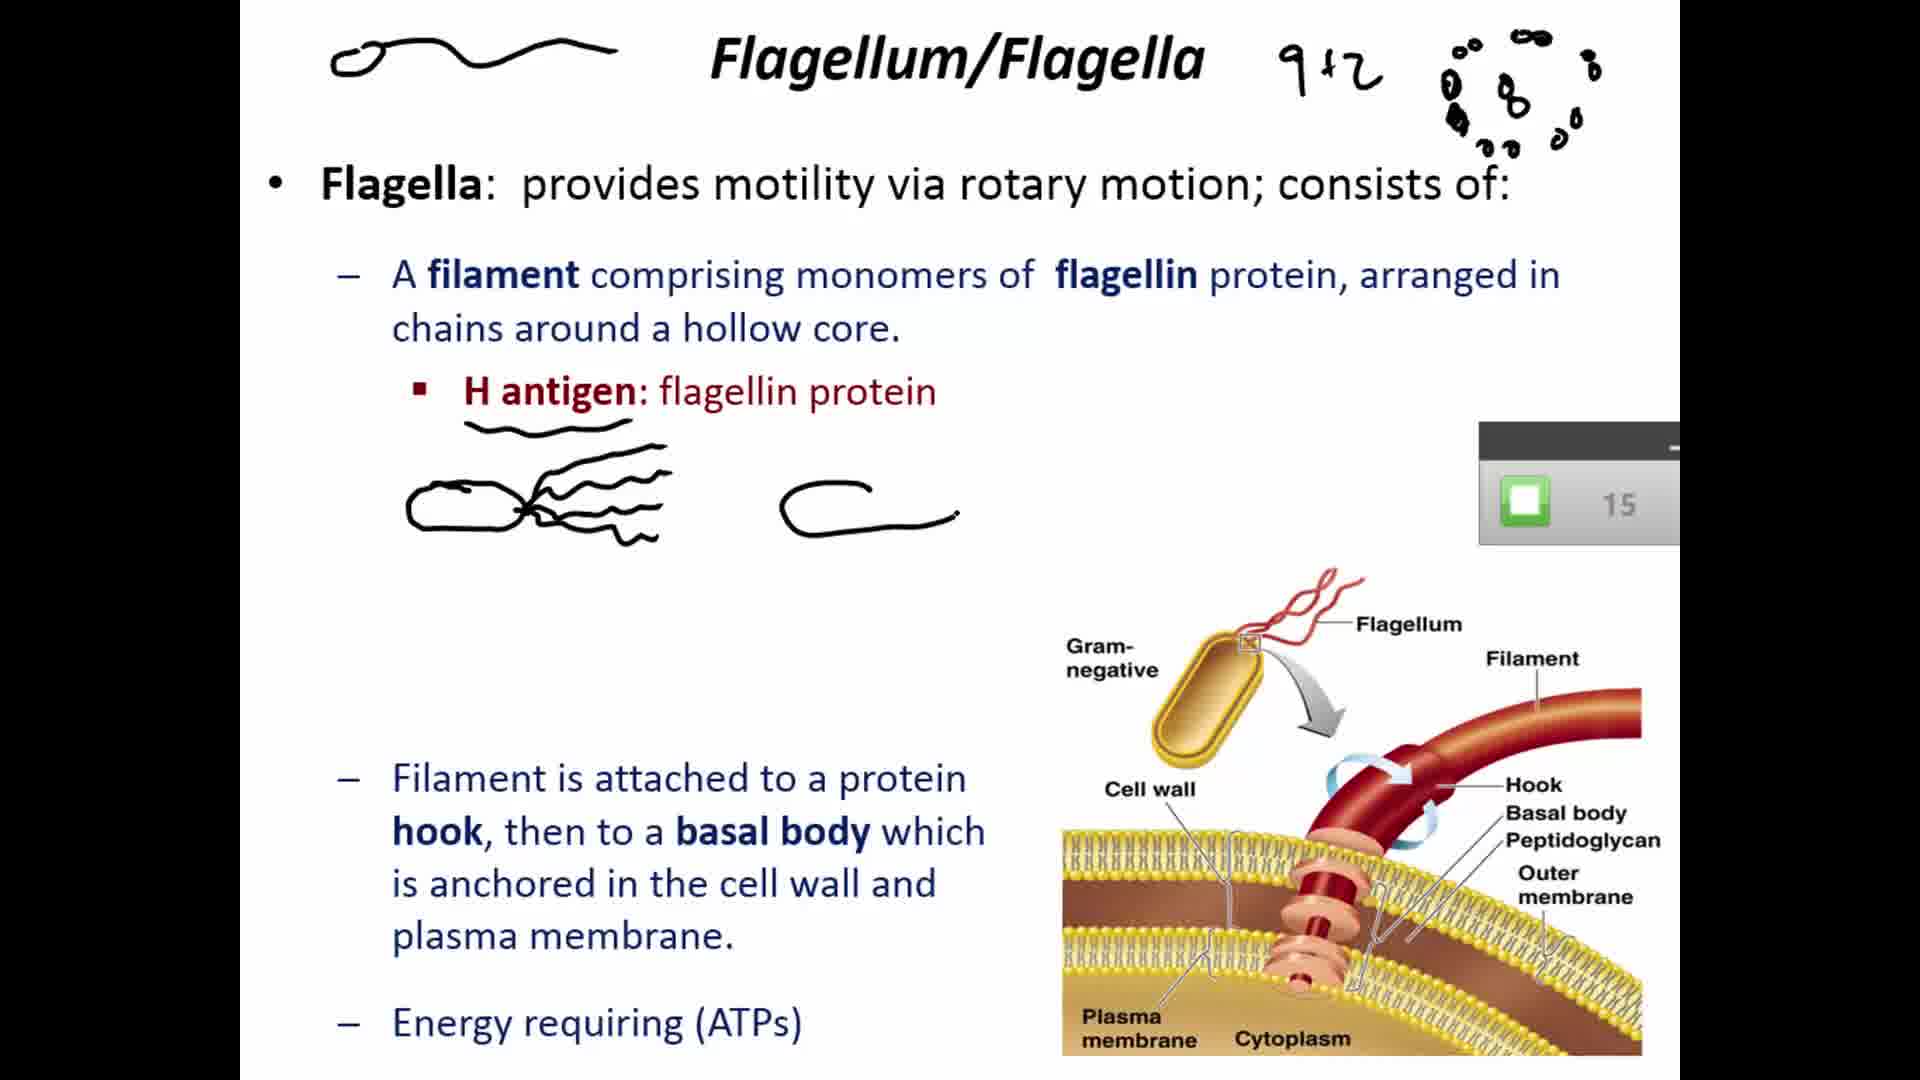 Flagellum/Flagella
9+2
• Flagella: provides motility via rotary motion; consists of:
– A filament comprising monomers of flagellin protein, arranged in
chains around a hollow core.
▪ H antigen: flagellin protein
15
Flagellum
Gram-
negative
Filament
Cell wall
Hook
Basal body
Peptidoglycan
Outer
membrane
Plasma
membrane
Cytoplasm
– Filament is attached to a protein
hook, then to a basal body which
is anchored in the cell wall and
plasma membrane.
– Energy requiring (ATPs)